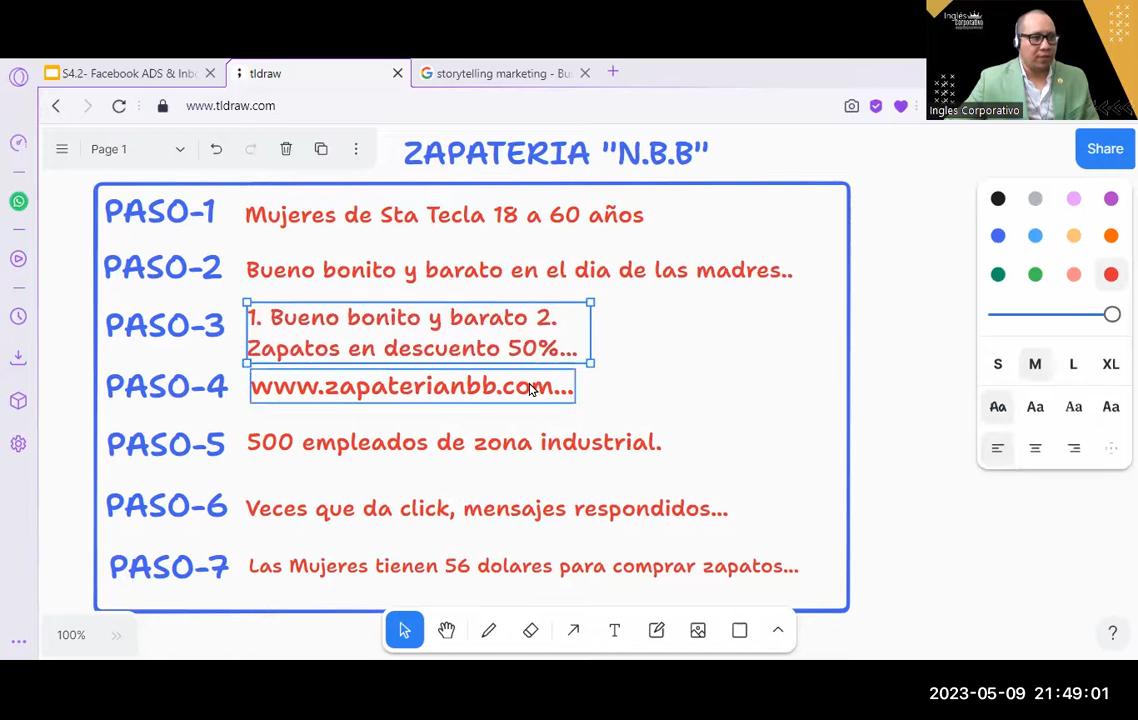 Inglés
Corporativo
S4.2- Facebook ADS & Inb
tldraw
storytelling marketing - Bu
www.tldraw.com
Ingles Corporativo
Page 1
ZAPATERIA "N.B.B"
Share
PASO-1 Mujeres de Sta Tecla 18 a 60 años
PASO-2 Bueno bonito y barato en el dia de las madres..
PASO-3 1. Bueno bonito y barato 2.
Zapatos en descuento 50%...
PASO-4 www.zapaterianbb.com...
PASO-5 500 empleados de zona industrial.
PASO-6 Veces que da click, mensajes respondidos...
PASO-7 Las Mujeres tienen 56 dolares para comprar zapatos...
S M L XL
Aa Aa Aa Aa
100%
T
?
2023-05-09 21:49:01